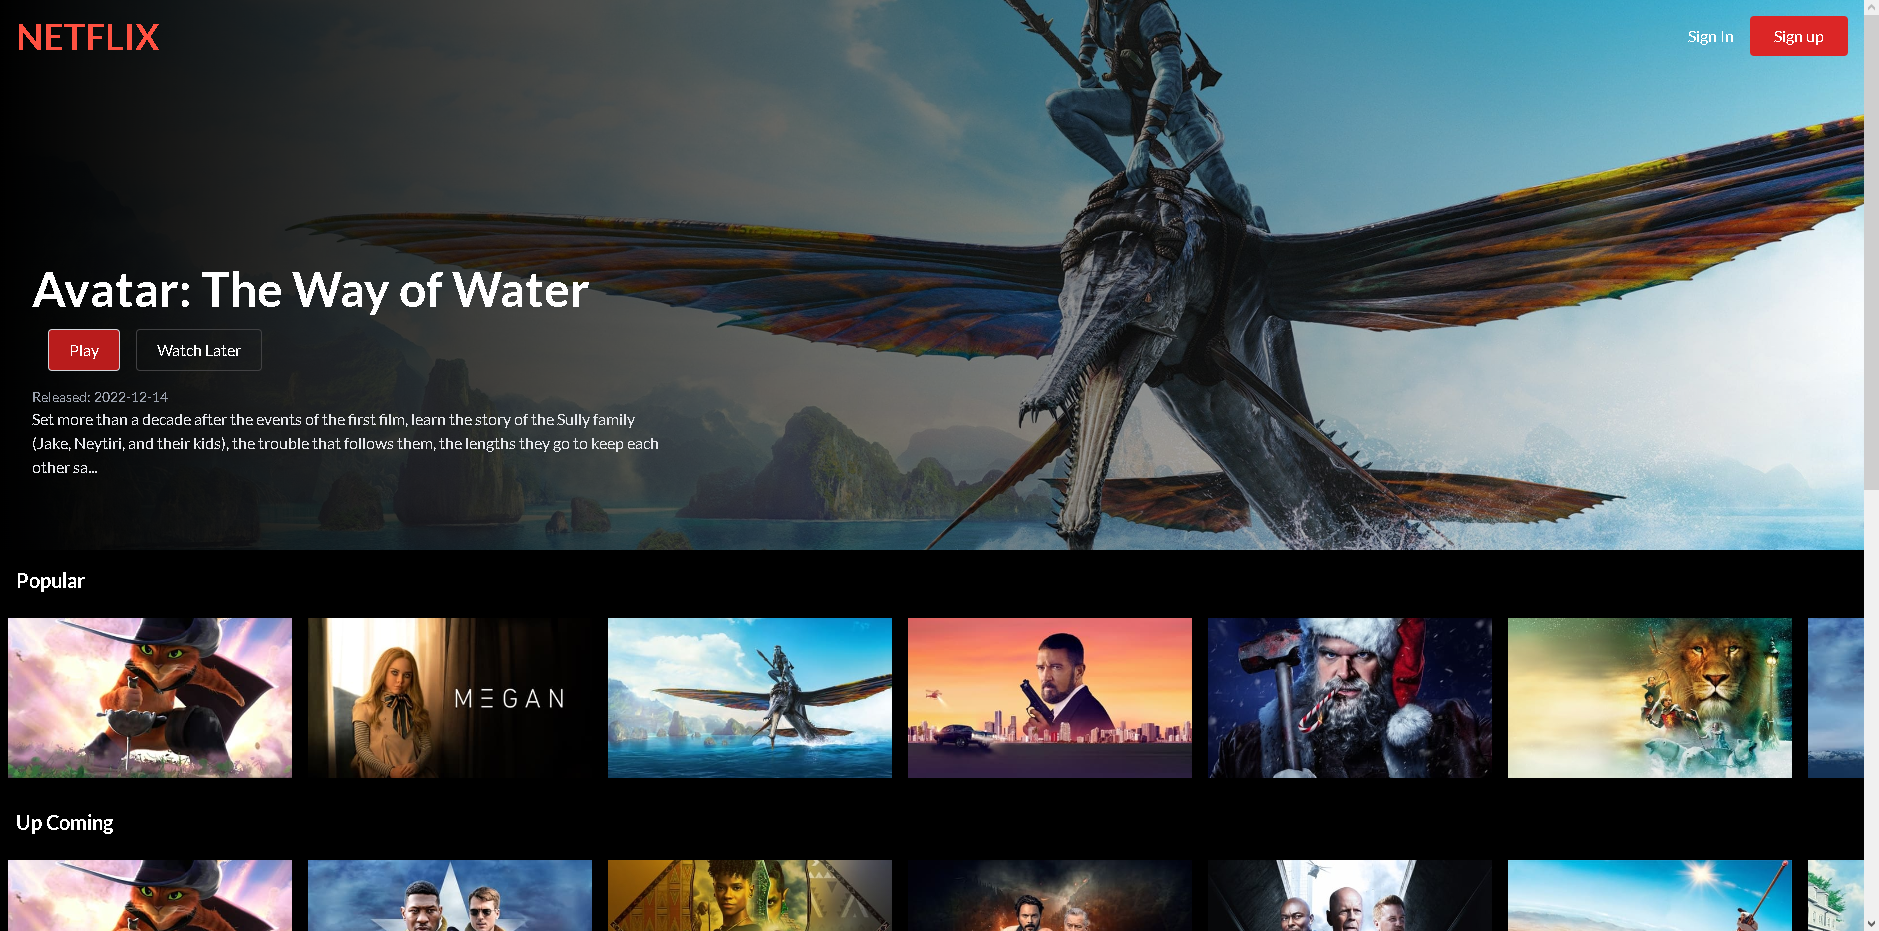 NETFLIX
Sign In
Sign up
Avatar: The Way of Water
Play
Watch Later
Released: 2022-12-14
Set more than a decade after the events of the first film, learn the story of the Sully family
(Jake, Neytiri, and their kids), the trouble that follows them, the lengths they go to keep each
other sa...
Popular
MEGAN
Up Coming